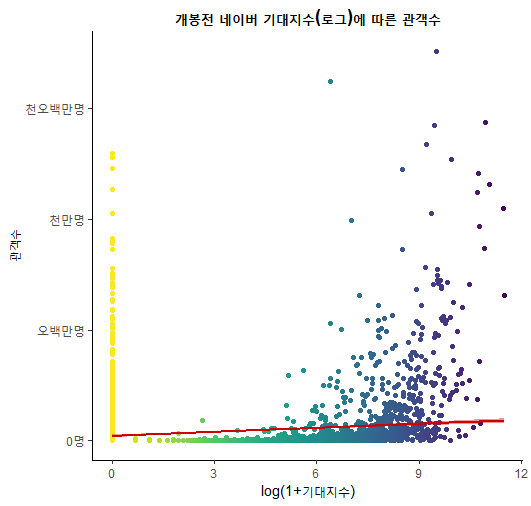 개봉전 네이버 기대지수(로그)에 따른 관객수
천오백만명
천만명
오백만명
0명
관객수
0 3 6 9 12
log(1+기대지수)